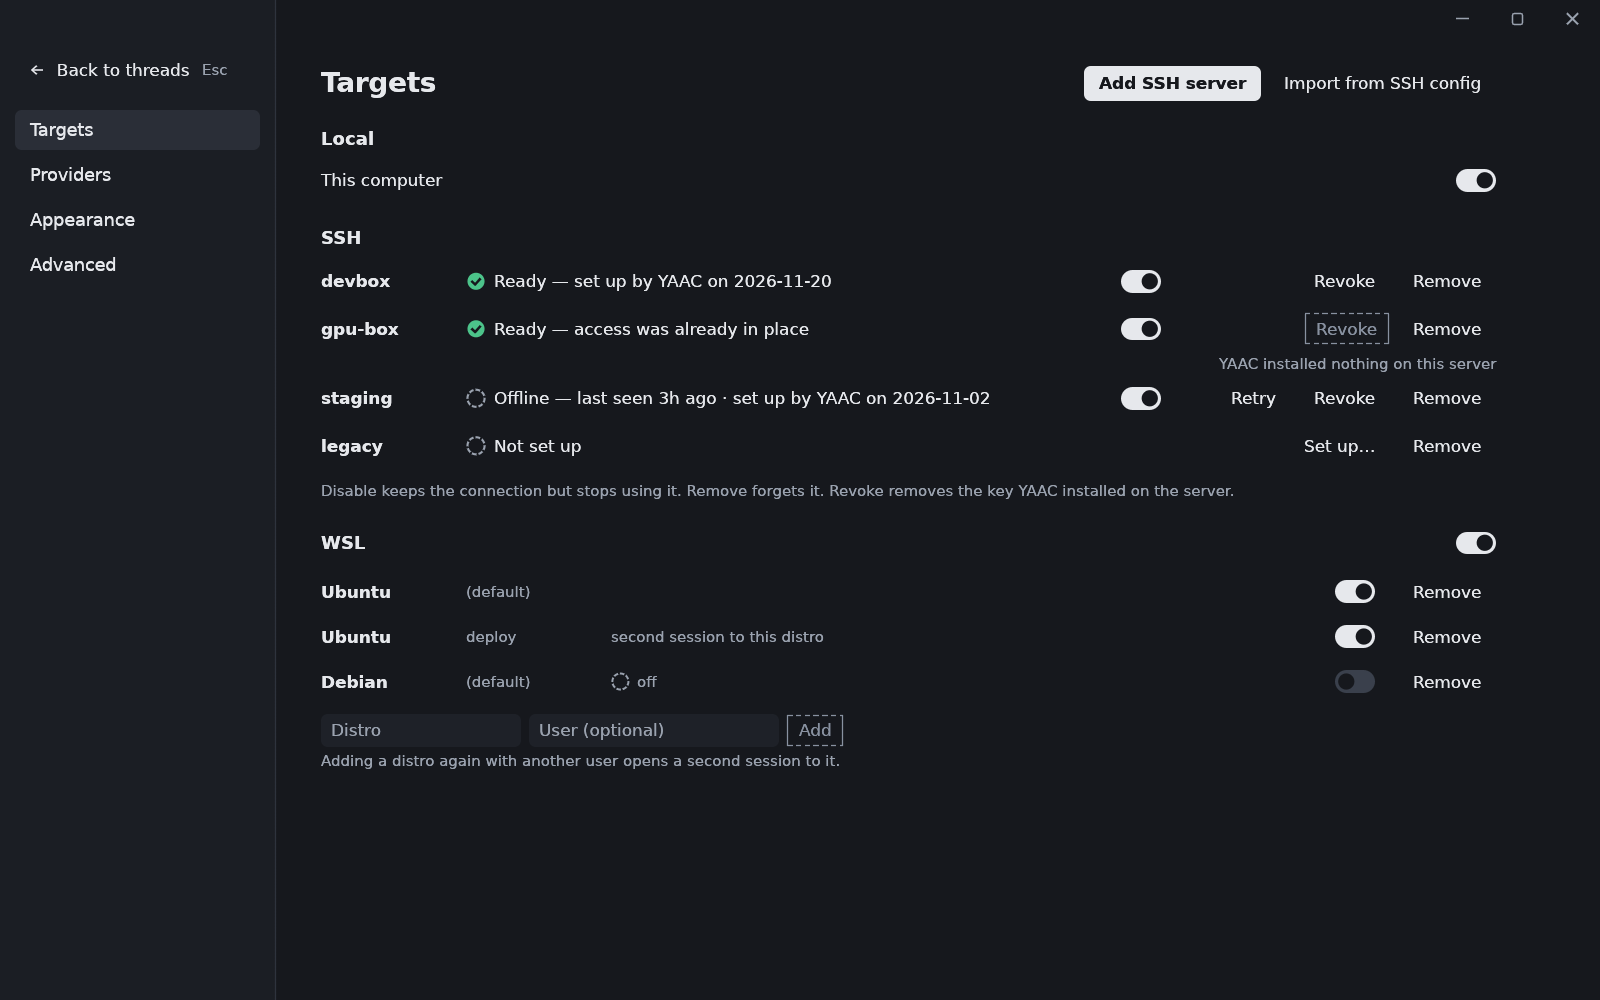 ← Back to threads Esc
Targets
Providers
Appearance
Advanced
Targets Add SSH server Import from SSH config
Local
This computer
SSH
devbox Ready — set up by YAAC on 2026-11-20 Revoke Remove
gpu-box Ready — access was already in place Revoke Remove
YAAC installed nothing on this server
staging Offline — last seen 3h ago · set up by YAAC on 2026-11-02 Retry Revoke Remove
legacy Not set up Set up… Remove
Disable keeps the connection but stops using it. Remove forgets it. Revoke removes the key YAAC installed on the server.
WSL
Ubuntu (default) Remove
Ubuntu deploy second session to this distro Remove
Debian (default) off Remove
Distro User (optional) Add
Adding a distro again with another user opens a second session to it.